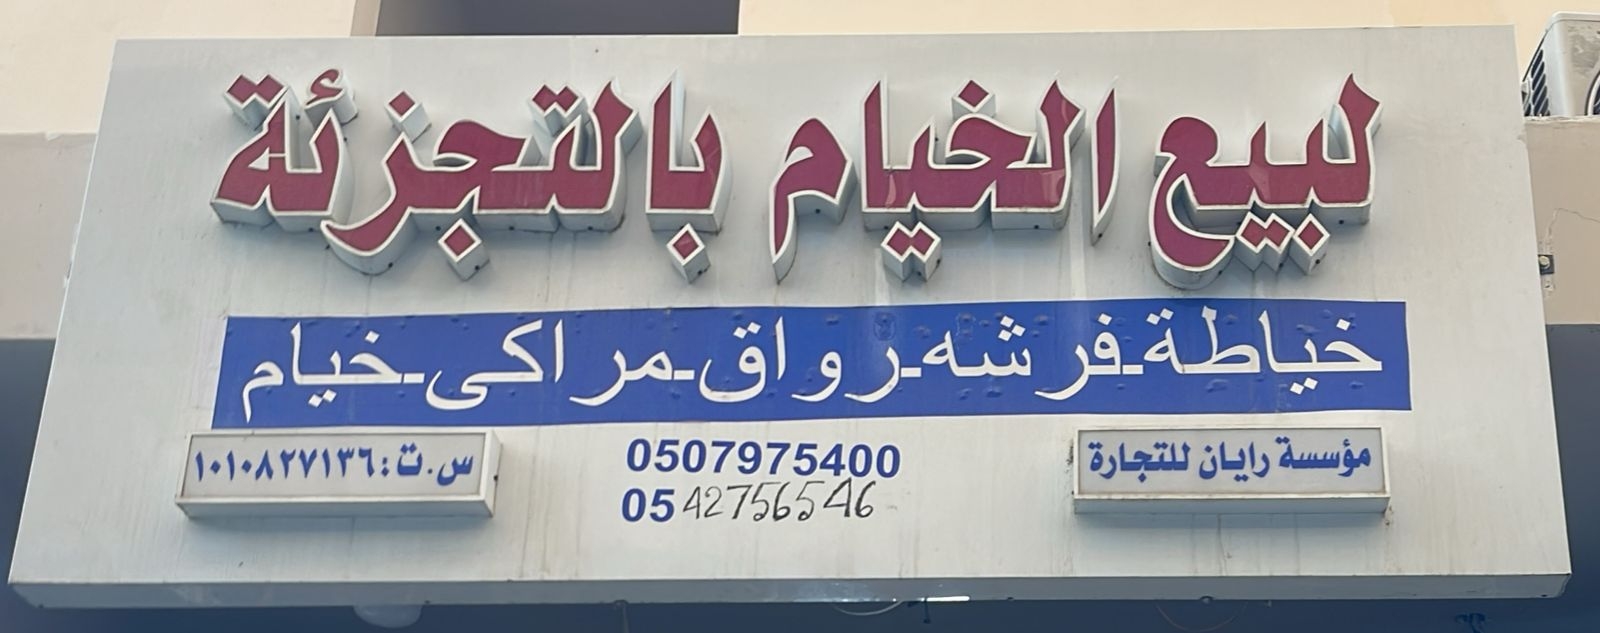 لبيع الخيام بالتجزئة
خياطة-فرشه-رواق-مراكى-خيام
مؤسسة رايان للتجارة
0507975400
0542756546
س.ت: ١٠١٠٨٢٧١٣٦